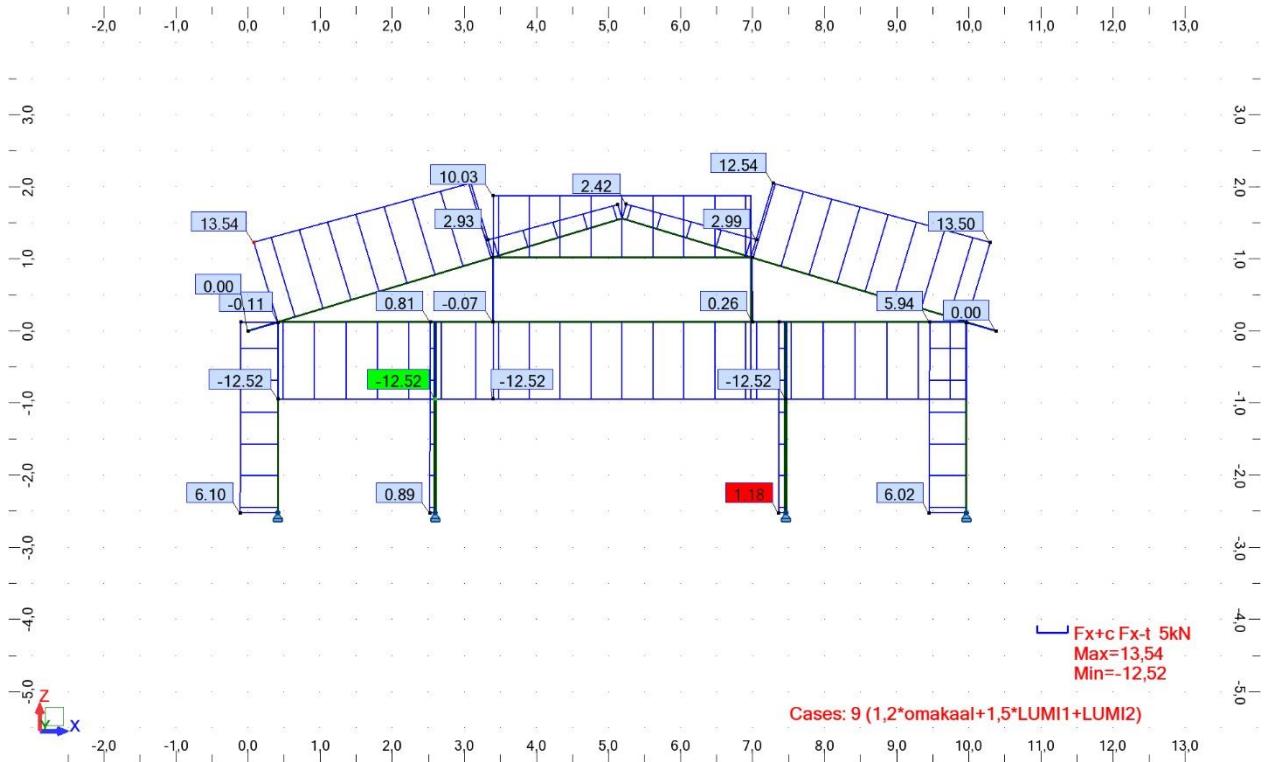 -2,0 -1,0 0,0 1,0 2,0 3,0 4,0 5,0 6,0 7,0 8,0 9,0 10,0 11,0 12,0 13,0
3,0 3,0
12.54
10.03 2.42
2,0 2,0
13.54 2.93 2.99 13.50
1,0 1,0
0.00
-0.11 0.81 -0.07 0.26 5.94 0.00
0,0 0,0
-12.52 -12.52 -12.52 -12.52
-1,0 -1,0
-2,0 -2,0
6.10 0.89 1.18 6.02
-3,0 -3,0
-4,0 -4,0
Fx+c Fx-t 5kN
Max=13,54
Min=-12,52
-5,0 -5,0
Z
Y X
Cases: 9 (1,2*omakaal+1,5*LUMI1+LUMI2)
-2,0 -1,0 0,0 1,0 2,0 3,0 4,0 5,0 6,0 7,0 8,0 9,0 10,0 11,0 12,0 13,0